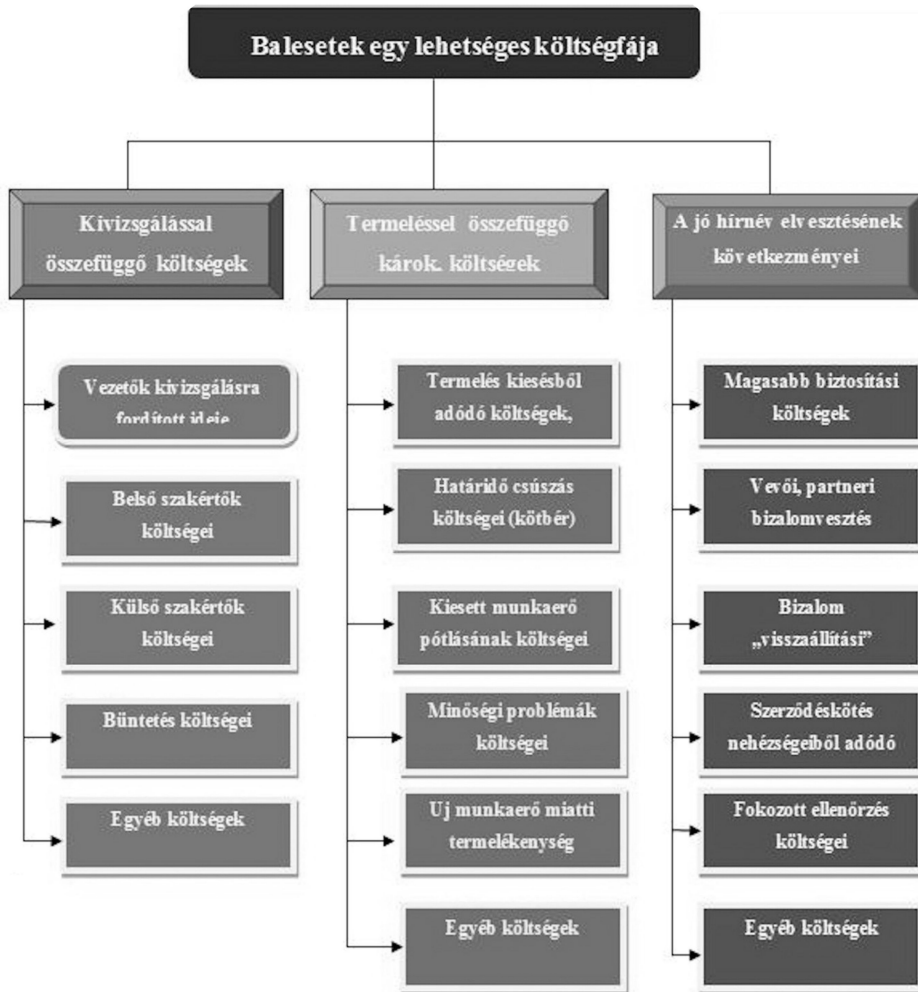 Balesetek egy lehetséges költségfája
Kivizsgálással
összefüggő költségek
Vezetők kivizsgálásra
fordított ideje
Belső szakértők
költségei
Külső szakértők
költségei
Büntetés költségei
Egyéb költségek
Termeléssel összefüggő
károk, költségek
Termelés kiesésből
adódó költségek,
Határidő csúszás
költségei (kötbér)
Kiesett munkaerő
pótlásának költségei
Minőségi problémák
költségei
Uj munkaerő miatti
termelékenység
Egyéb költségek
A jó hírnév elvesztésének
következményei
Magasabb biztosítási
költségek
Vevői, partneri
bizalomvesztés
Bizalom
„visszaállítási”
Szerződéskötés
nehézségeiből adódó
Fokozott ellenőrzés
költségei
Egyéb költségek